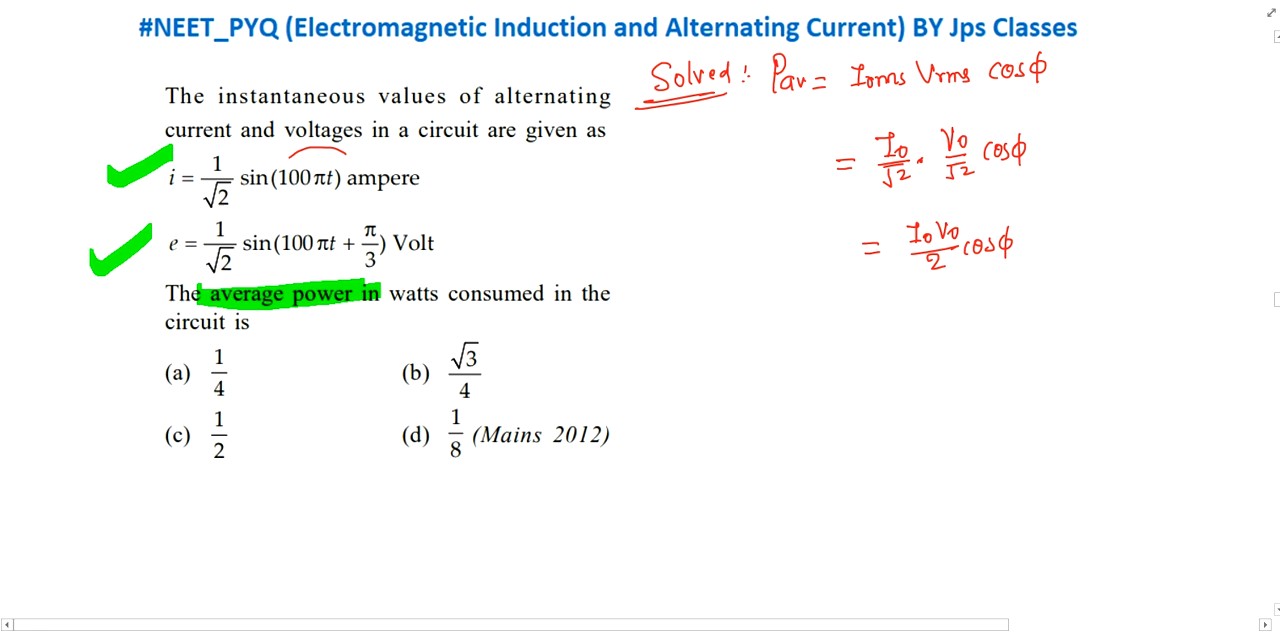 #NEET_PYQ (Electromagnetic Induction and Alternating Current) BY Jps Classes
The instantaneous values of alternating
current and voltages in a circuit are given as
i = 1/√2 sin(100πt) ampere
e = 1/√2 sin(100πt + π/3) Volt
The average power in watts consumed in the
circuit is
(a) 1/4 (b) √3/4
(c) 1/2 (d) 1/8 (Mains 2012)
Solved: Pav = Irms Vrms cosϕ
= I0/√2 · V0/√2 cosϕ
= I0V0/2 cosϕ